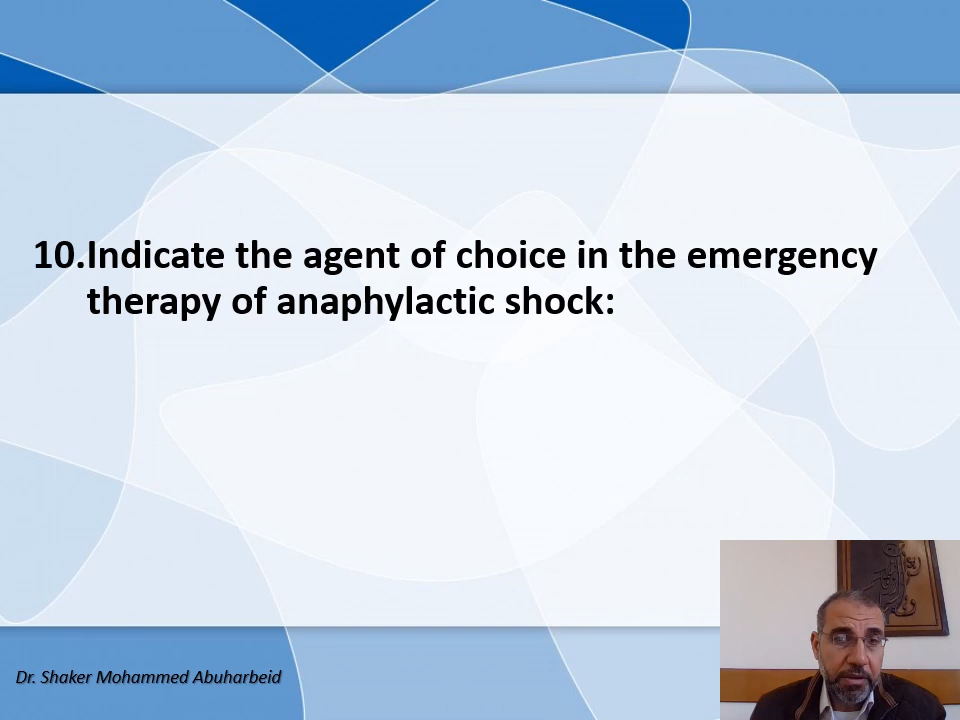 10.Indicate the agent of choice in the emergency
therapy of anaphylactic shock:
Dr. Shaker Mohammed Abuharbeid